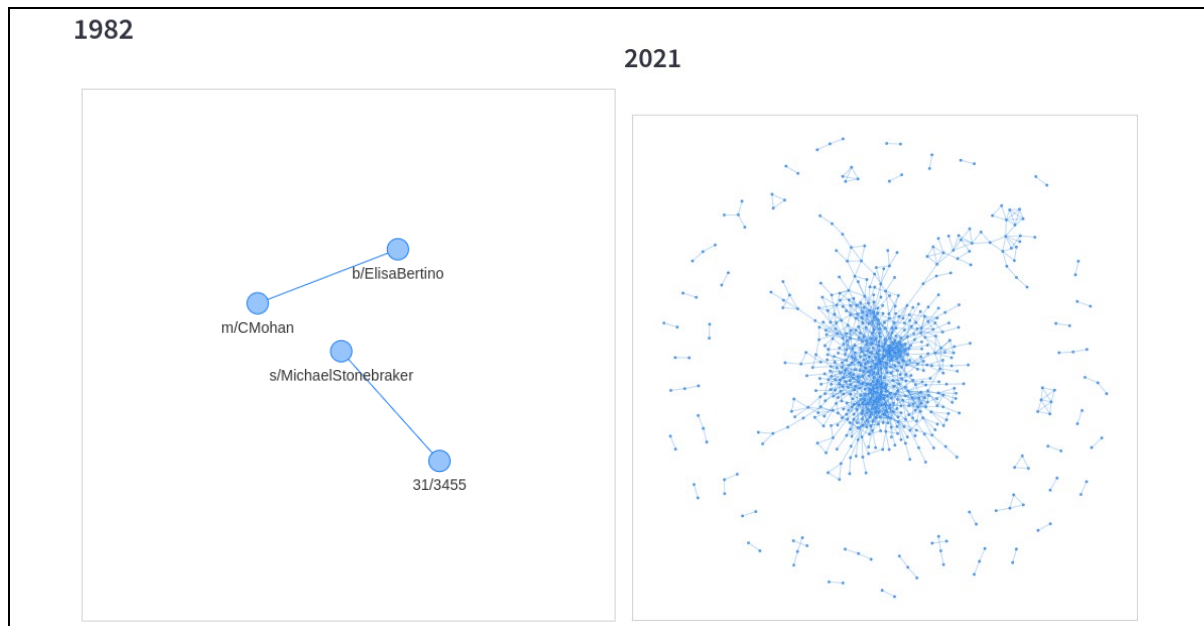 1982
2021
b/ElisaBertino
m/CMohan
s/MichaelStonebraker
31/3455